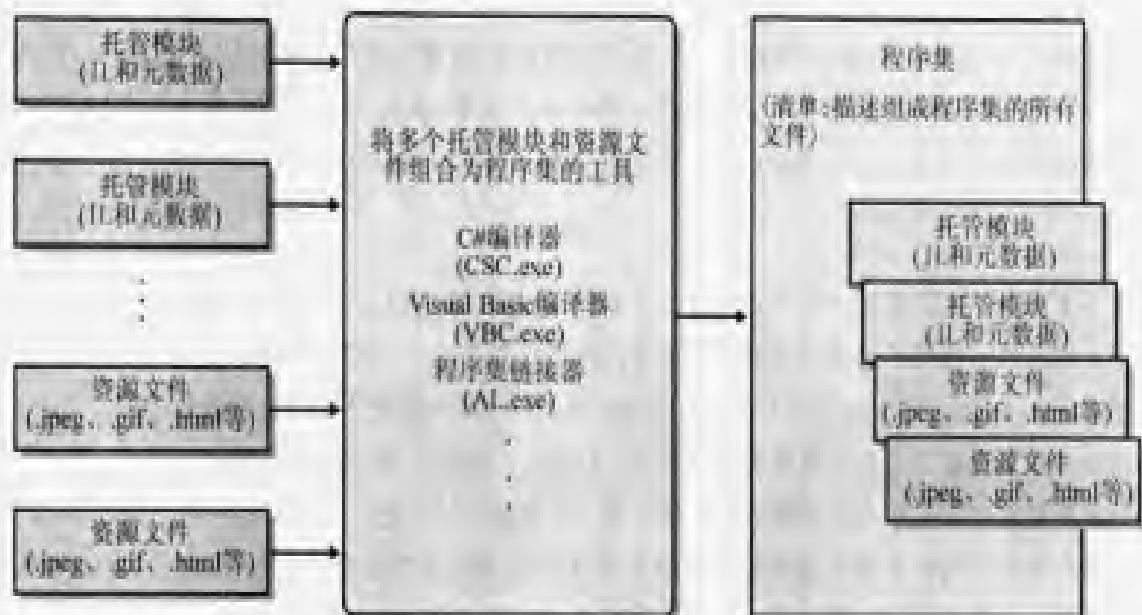 托管模块
(IL和元数据)
托管模块
(IL和元数据)
资源文件
(.jpeg、.gif、.html等)
资源文件
(.jpeg、.gif、.html等)
将多个托管模块和资源文
件组合为程序集的工具
C#编译器
(CSC.exe)
Visual Basic编译器
(VBC.exe)
程序集链接器
(AL.exe)
程序集
(清单:描述组成程序集的所有
文件)
托管模块
(IL和元数据)
托管模块
(IL和元数据)
资源文件
(.jpeg、.gif、.html等)
资源文件
(.jpeg、.gif、.html等)